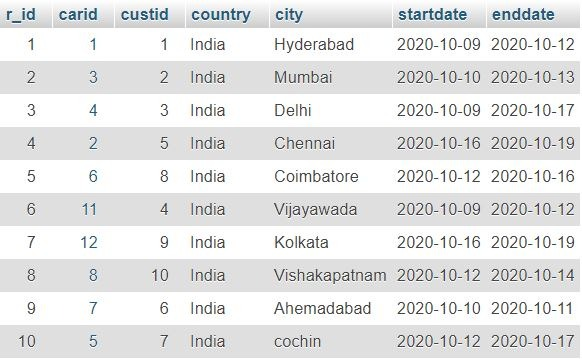 r_id carid custid country city startdate enddate
1 1 1 India Hyderabad 2020-10-09 2020-10-12
2 3 2 India Mumbai 2020-10-10 2020-10-13
3 4 3 India Delhi 2020-10-09 2020-10-17
4 2 5 India Chennai 2020-10-16 2020-10-19
5 6 8 India Coimbatore 2020-10-12 2020-10-16
6 11 4 India Vijayawada 2020-10-09 2020-10-12
7 12 9 India Kolkata 2020-10-16 2020-10-19
8 8 10 India Vishakapatnam 2020-10-12 2020-10-14
9 7 6 India Ahemadabad 2020-10-10 2020-10-11
10 5 7 India cochin 2020-10-12 2020-10-17